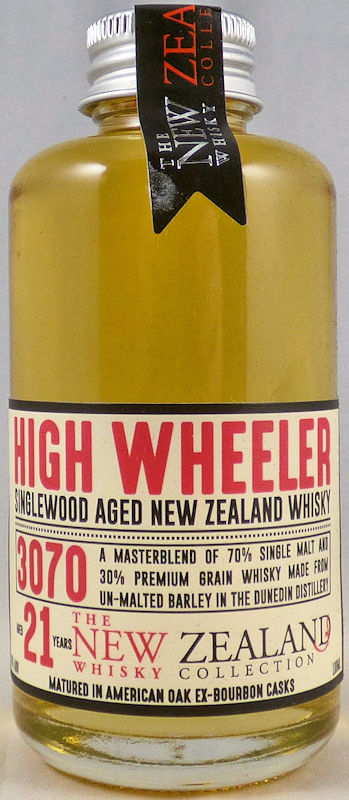 THE
NEW ZEA
WHISKY COLLE
HIGH WHEELER
SINGLEWOOD AGED NEW ZEALAND WHISKY
3070
A MASTERBLEND OF 70% SINGLE MALT AND
30% PREMIUM GRAIN WHISKY MADE FROM
UN-MALTED BARLEY IN THE DUNEDIN DISTILLERY
AGED 21 YEARS
THE
NEW ZEALAND
WHISKY COLLECTION
MATURED IN AMERICAN OAK EX-BOURBON CASKS